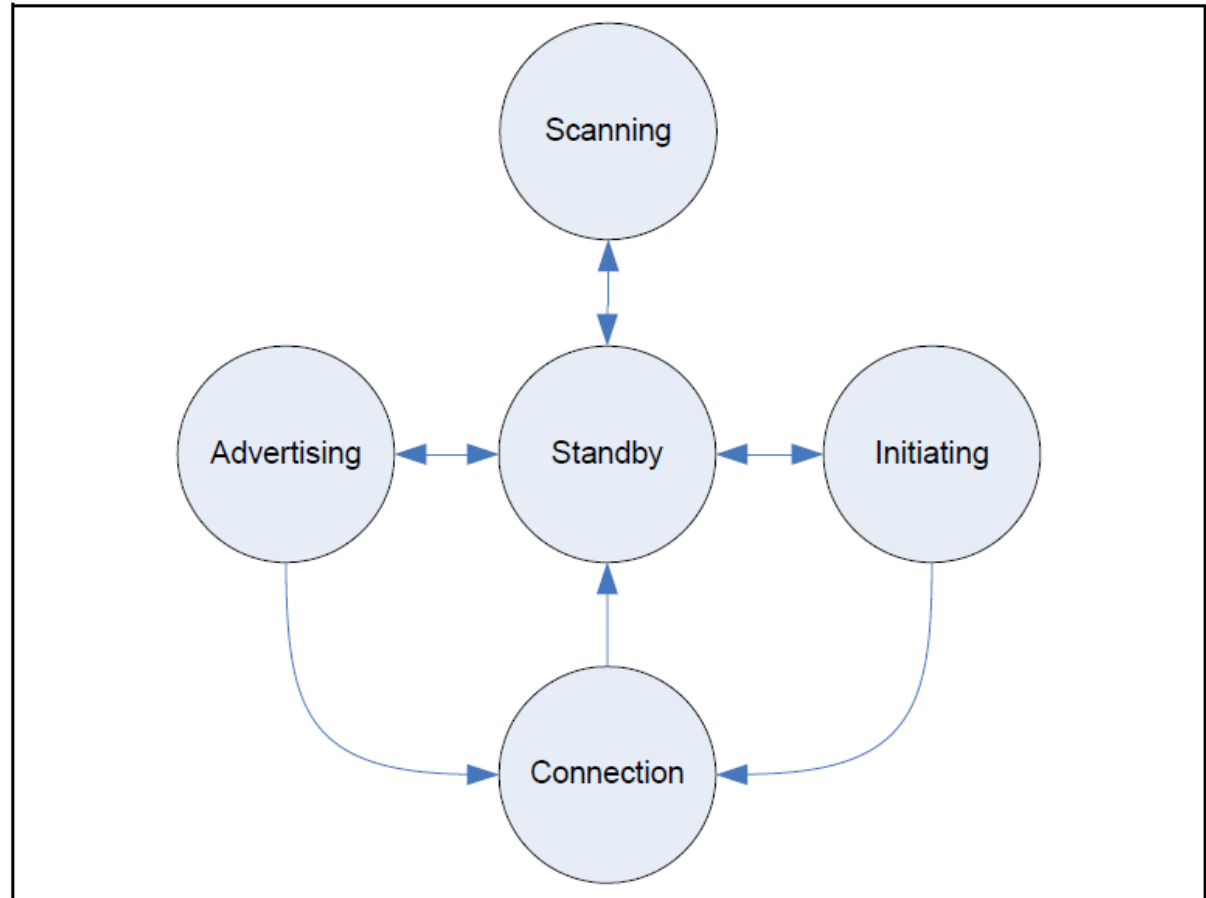 Scanning
Advertising
Standby
Initiating
Connection